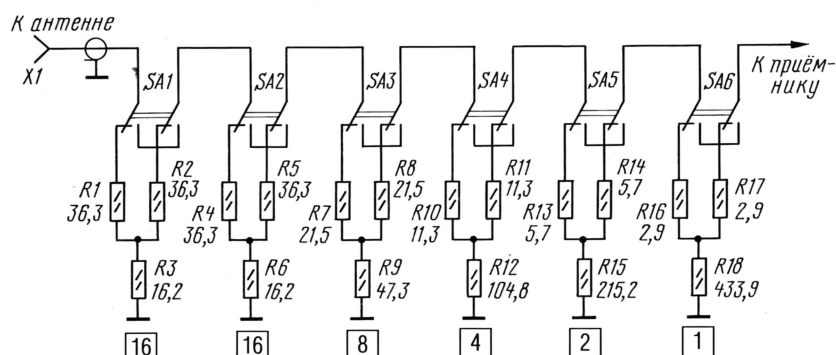 К антенне
X1
SA1
SA2
SA3
SA4
SA5
SA6
К приём-
нику
R1
36,3
R2
36,3
R3
16,2
R4
36,3
R5
36,3
R6
16,2
R7
21,5
R8
21,5
R9
47,3
R10
11,3
R11
11,3
R12
104,8
R13
5,7
R14
5,7
R15
215,2
R16
2,9
R17
2,9
R18
433,9
16
16
8
4
2
1